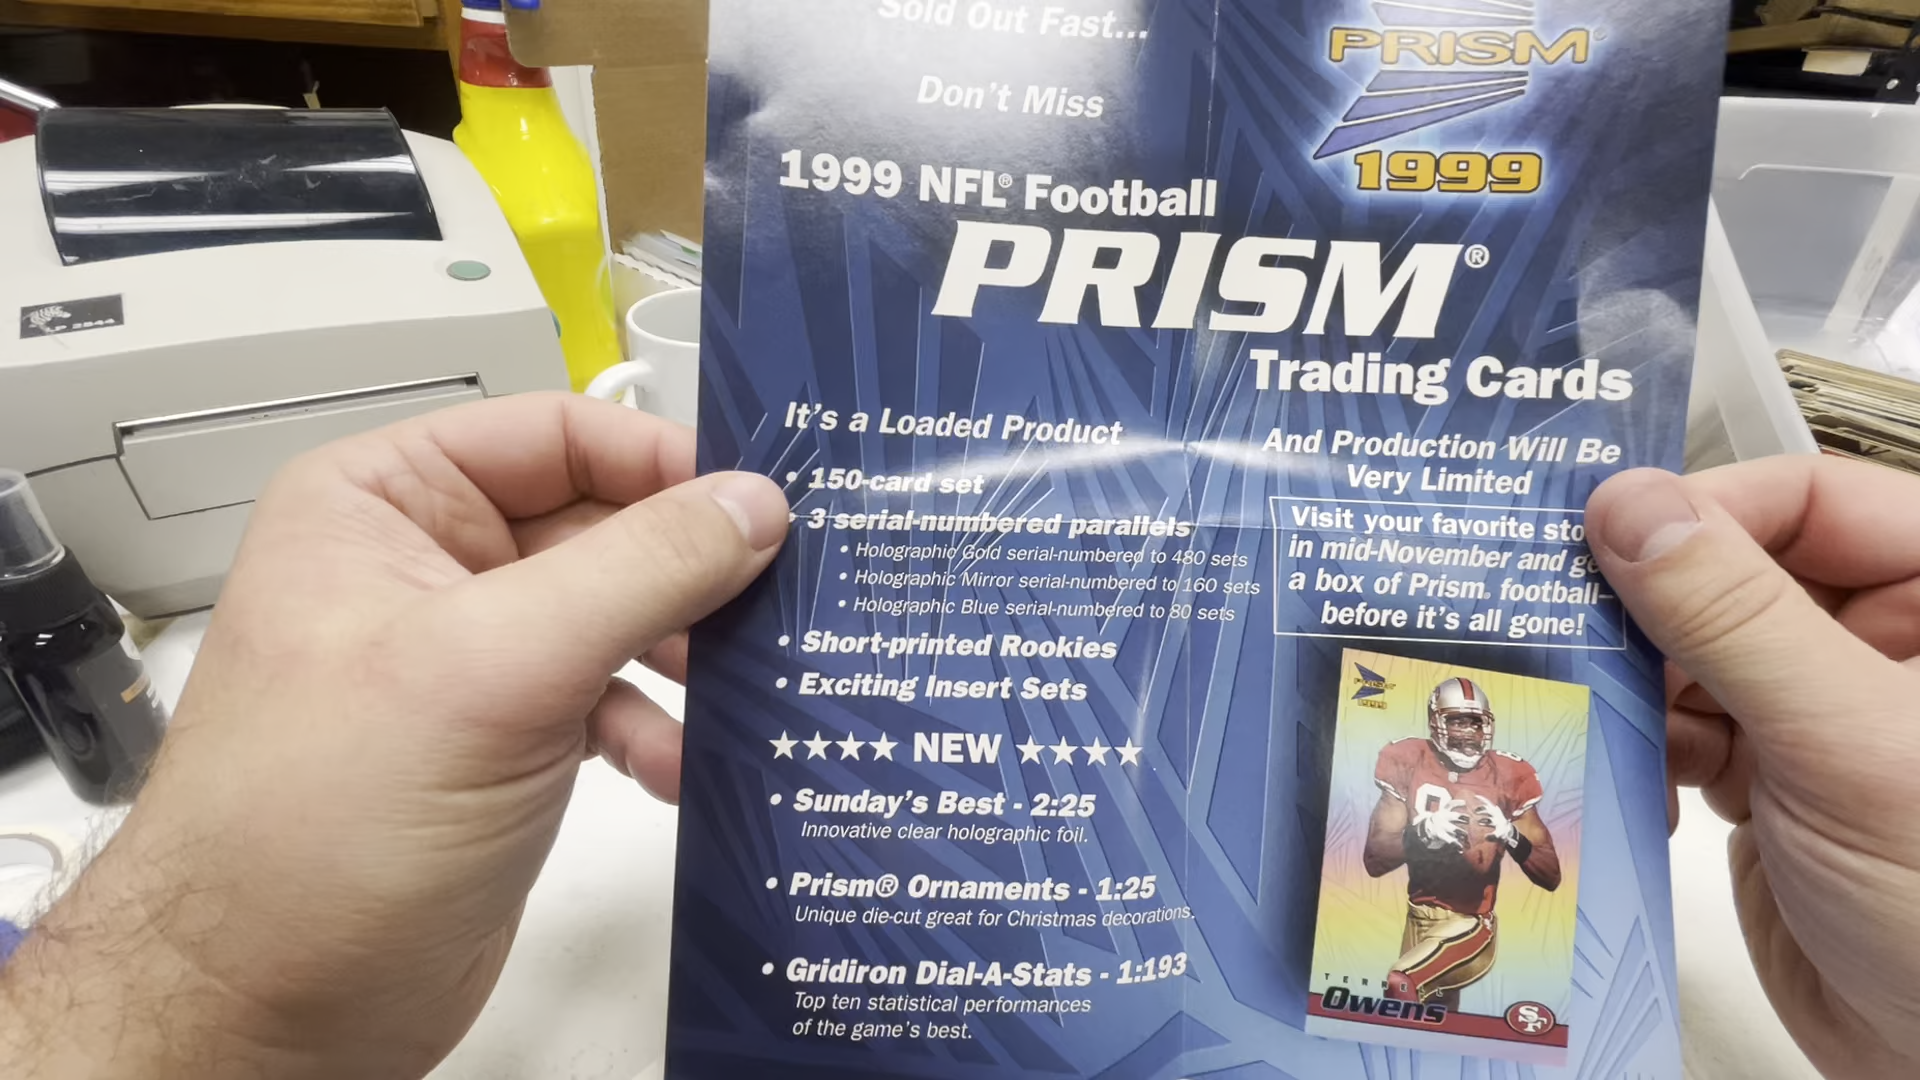 Sold Out Fast...
Don't Miss
PRISM
1999
1999 NFL® Football
PRISM®
Trading Cards
It's a Loaded Product
• 150-card set
• 3 serial-numbered parallels
• Holographic Gold serial-numbered to 480 sets
• Holographic Mirror serial-numbered to 160 sets
• Holographic Blue serial-numbered to 80 sets
• Short-printed Rookies
• Exciting Insert Sets
★★★★ NEW ★★★★
• Sunday's Best - 2:25
Innovative clear holographic foil.
• Prism® Ornaments - 1:25
Unique die-cut great for Christmas decorations.
• Gridiron Dial-A-Stats - 1:193
Top ten statistical performances
of the game's best.
And Production Will Be
Very Limited
Visit your favorite sto
in mid-November and ge
a box of Prism® football–
before it's all gone!
PRISM
1999
TERRELL
Owens
SF
LP 2844